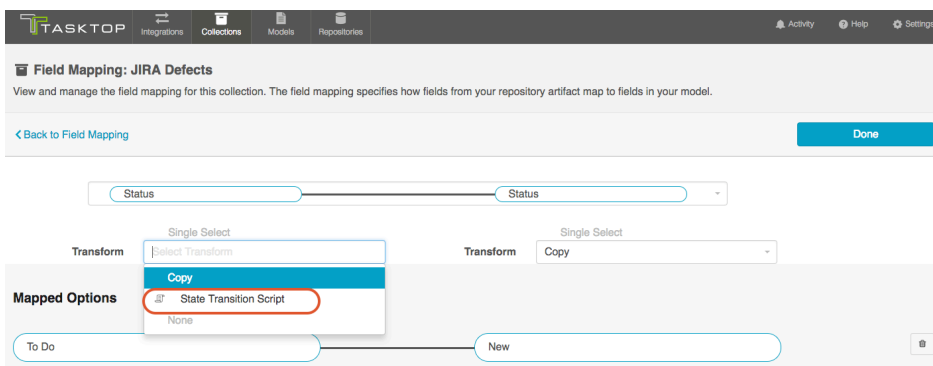 TASKTOP
Integrations
Collections
Models
Repositories
Activity
Help
Settings
Field Mapping: JIRA Defects
View and manage the field mapping for this collection. The field mapping specifies how fields from your repository artifact map to fields in your model.
Back to Field Mapping
Done
Status Status
Single Select Single Select
Transform Select Transform Transform Copy
Copy
Mapped Options State Transition Script
None
To Do New